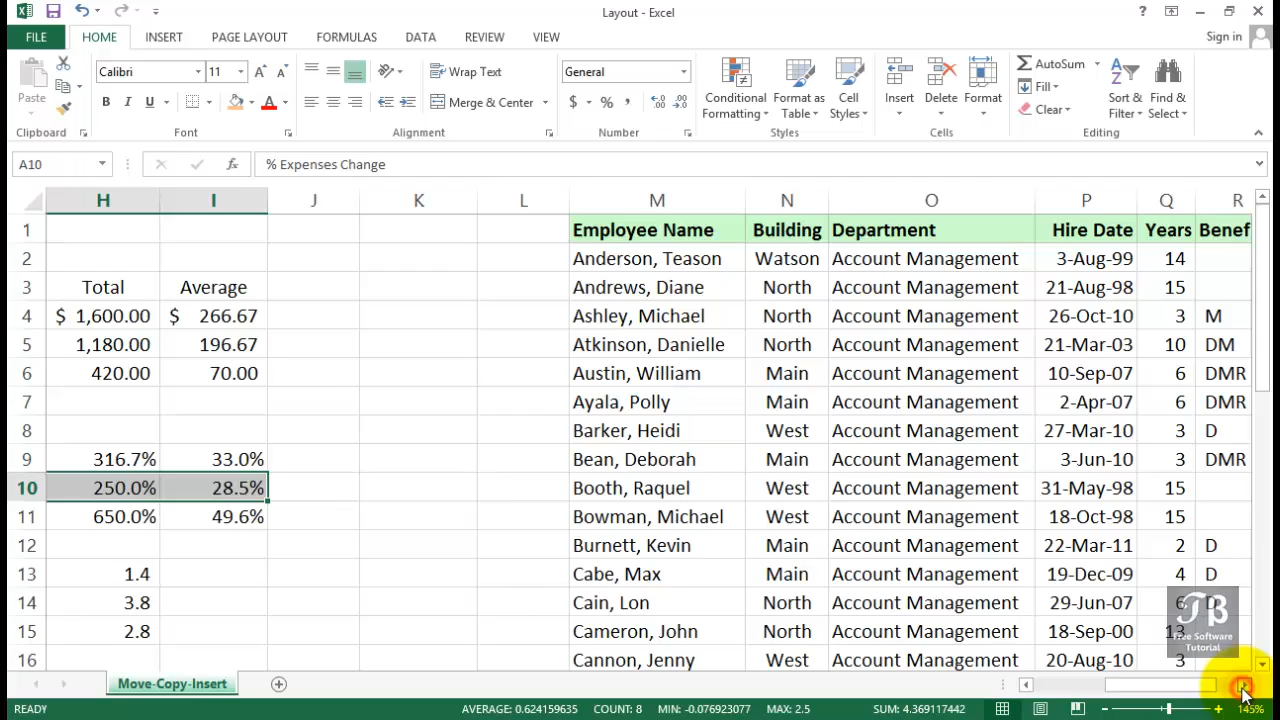 Layout - Excel
?
FILE HOME INSERT PAGE LAYOUT FORMULAS DATA REVIEW VIEW Sign in
Paste
Calibri 11
B I U
Wrap Text
Merge & Center
General
$ % ,
Conditional Formatting
Format as Table
Cell Styles
Insert Delete Format
AutoSum
Fill
Clear
Sort & Filter
Find & Select
Clipboard Font Alignment Number Styles Cells Editing
A10 fx % Expenses Change
H I J K L M N O P Q R
1 Employee Name Building Department Hire Date Years Benef
2 Anderson, Teason Watson Account Management 3-Aug-99 14
3 Total Average Andrews, Diane North Account Management 21-Aug-98 15
4 $ 1,600.00 $ 266.67 Ashley, Michael North Account Management 26-Oct-10 3 M
5 1,180.00 196.67 Atkinson, Danielle North Account Management 21-Mar-03 10 DM
6 420.00 70.00 Austin, William Main Account Management 10-Sep-07 6 DMR
7 Ayala, Polly Main Account Management 2-Apr-07 6 DMR
8 Barker, Heidi West Account Management 27-Mar-10 3 D
9 316.7% 33.0% Bean, Deborah Main Account Management 3-Jun-10 3 DMR
10 250.0% 28.5% Booth, Raquel West Account Management 31-May-98 15
11 650.0% 49.6% Bowman, Michael West Account Management 18-Oct-98 15
12 Burnett, Kevin Main Account Management 22-Mar-11 2 D
13 1.4 Cabe, Max Main Account Management 19-Dec-09 4 D
14 3.8 Cain, Lon North Account Management 29-Jun-07 6 D
15 2.8 Cameron, John North Account Management 18-Sep-00 13
16 Cannon, Jenny West Account Management 20-Aug-10 3
TB
Free Software
Tutorial
Move-Copy-Insert
READY AVERAGE: 0.624159635 COUNT: 8 MIN: -0.076923077 MAX: 2.5 SUM: 4.369117442 145%